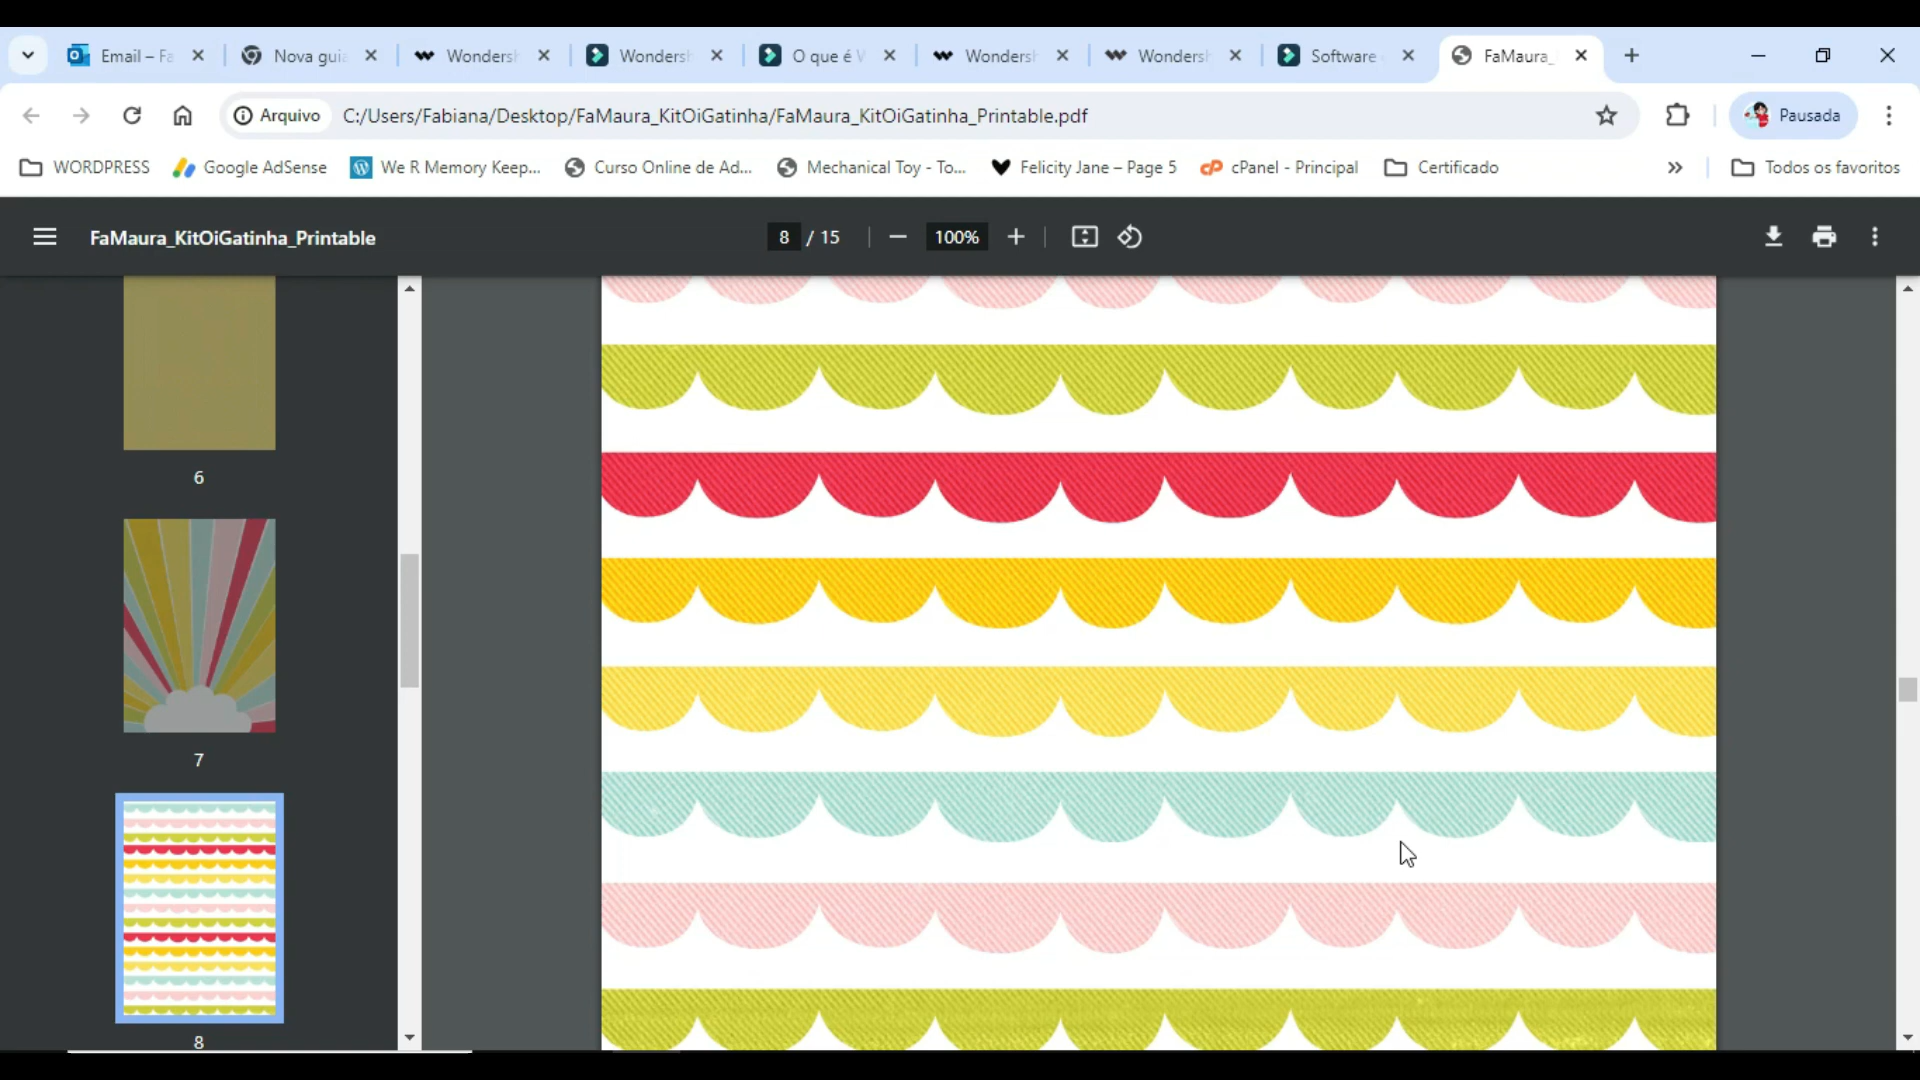 Email – Fa
Nova guia
Wondersh
Wondersh
O que é V
Wondersh
Wondersh
Software
FaMaura_
Arquivo
C:/Users/Fabiana/Desktop/FaMaura_KitOiGatinha/FaMaura_KitOiGatinha_Printable.pdf
Pausada
WORDPRESS
Google AdSense
We R Memory Keep...
Curso Online de Ad...
Mechanical Toy - To...
Felicity Jane – Page 5
cPanel - Principal
Certificado
Todos os favoritos
FaMaura_KitOiGatinha_Printable
8 / 15
100%
6
7
8